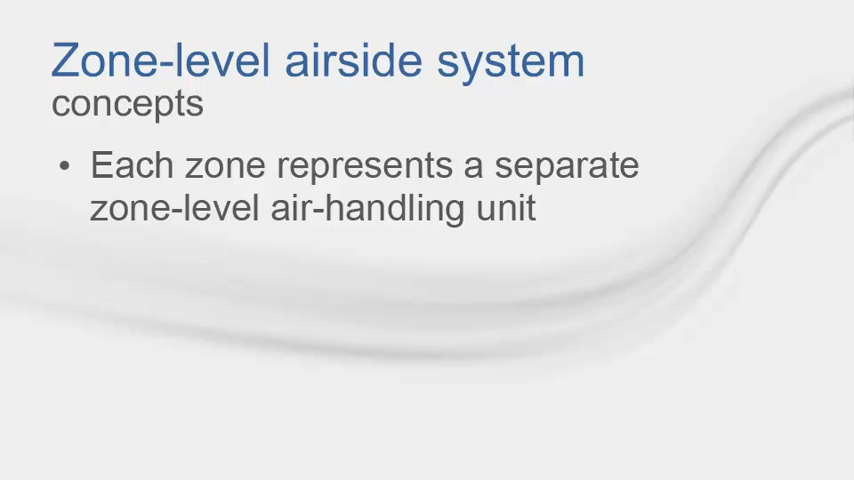 Zone-level airside system
concepts
• Each zone represents a separate
zone-level air-handling unit